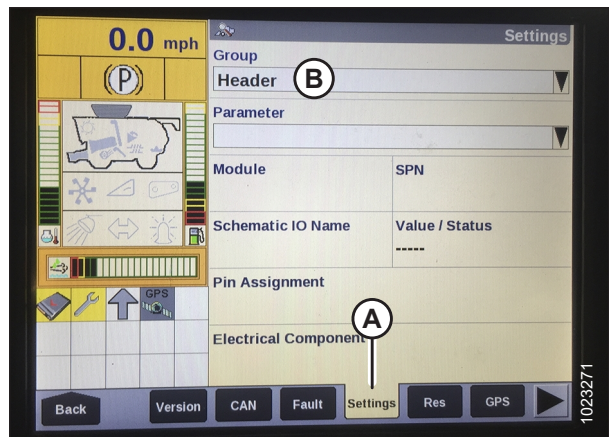 0.0 mph
(P)
Settings
Group
Header
B
Parameter
Module
SPN
Schematic IO Name
Value / Status
-----
Pin Assignment
A
Electrical Component
GPS
Back
Version
CAN
Fault
Settings
Res
GPS
1023271